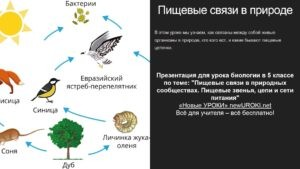 Бактерии
Евразийский
ястреб-перепелятник
Синица
Личинка жука-
оленя
Соня
Дуб
Пищевые связи в природе
В этом уроке мы узнаем, как связаны между собой живые
организмы в природе, кто кого ест, и какие бывают пищевые
цепочки.
Презентация для урока биологии в 5 классе
по теме: "Пищевые связи в природных
сообществах. Пищевые звенья, цепи и сети
питания"
«Новые УРОКИ» newUROKI.net
Всё для учителя – всё бесплатно!